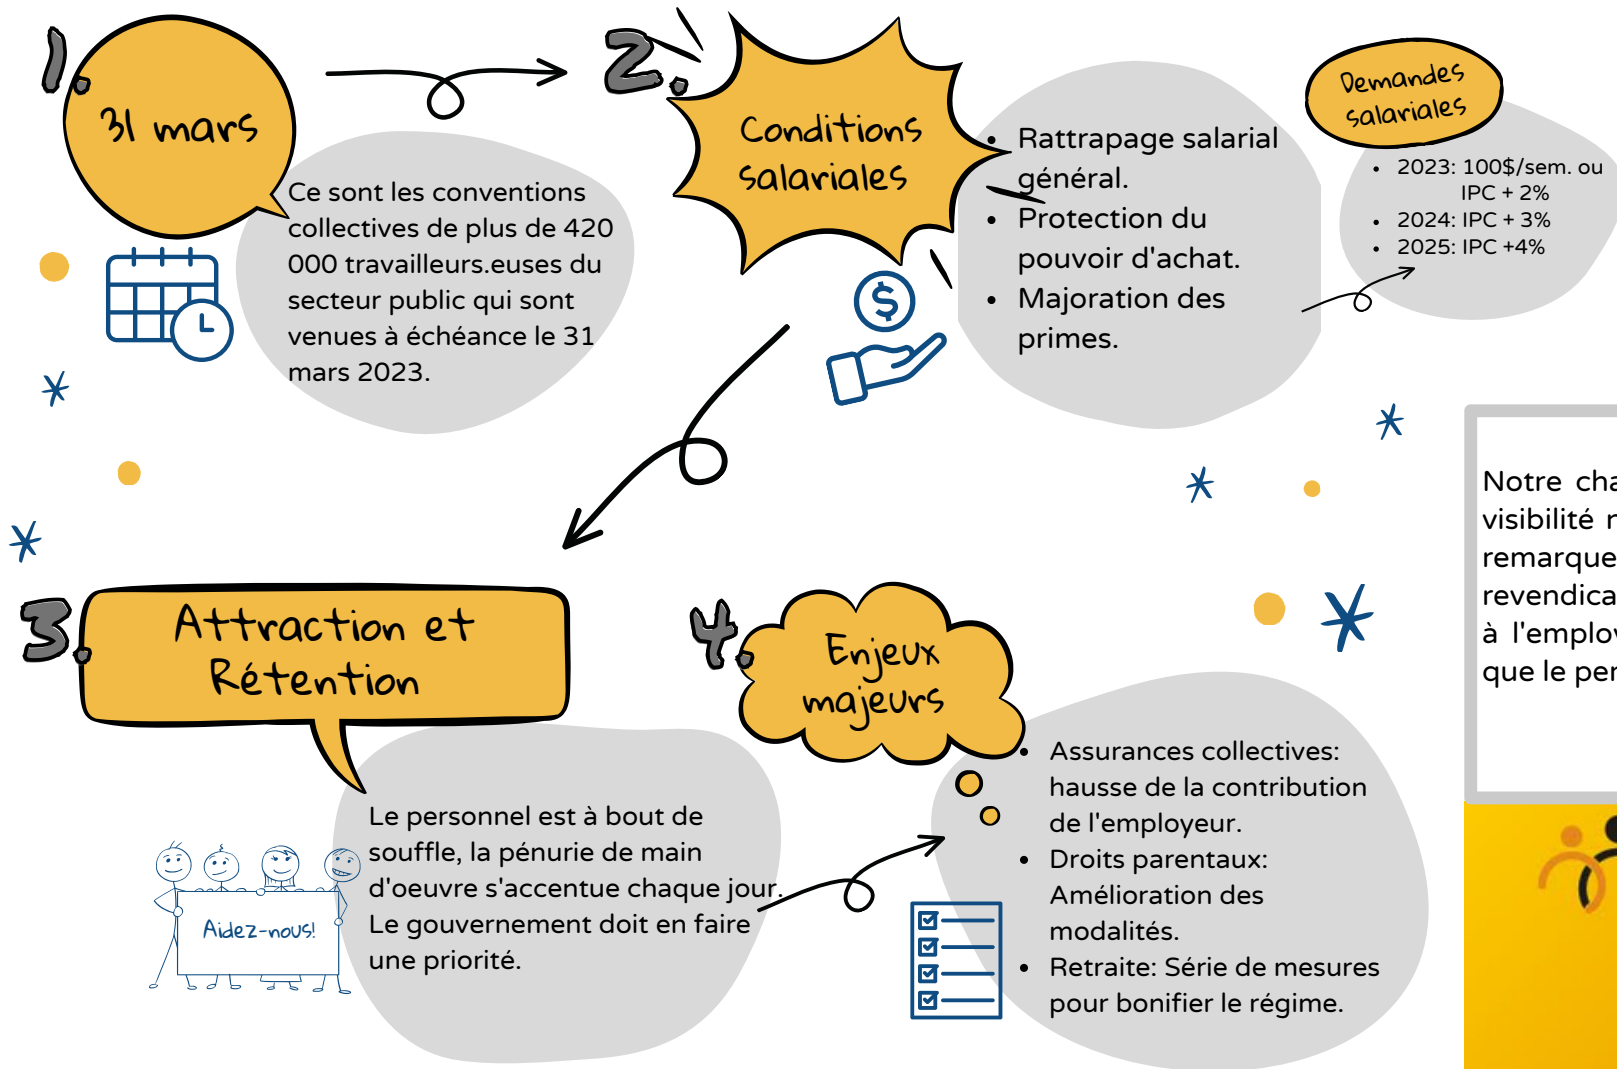 1.
31 mars
Ce sont les conventions
collectives de plus de 420
000 travailleurs.euses du
secteur public qui sont
venues à échéance le 31
mars 2023.
2.
Conditions
salariales
• Rattrapage salarial
général.
• Protection du
pouvoir d'achat.
• Majoration des
primes.
Demandes
salariales
• 2023: 100$/sem. ou
IPC + 2%
• 2024: IPC + 3%
• 2025: IPC +4%
3.
Attraction et
Rétention
Le personnel est à bout de
souffle, la pénurie de main
d'oeuvre s'accentue chaque jour.
Le gouvernement doit en faire
une priorité.
Aidez-nous!
4.
Enjeux
majeurs
• Assurances collectives:
hausse de la contribution
de l'employeur.
• Droits parentaux:
Amélioration des
modalités.
• Retraite: Série de mesures
pour bonifier le régime.
Notre
visibilité
remarque
revendica
à l'emplo
que le per